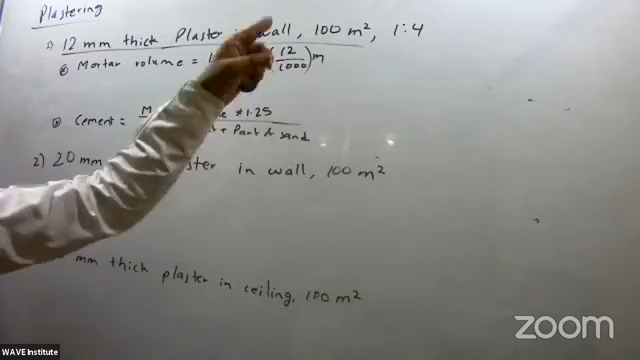 Plastering
1) 12 mm thick Plaster in wall, 100 m², 1:4
⊗ Mortar volume = 1 (12/1000) m
⊗ Cement = *1.25
+ Part of sand
2) 20 mm in wall, 100 m²
mm thick plaster in ceiling, 100 m²
zoom
WAVE Institute